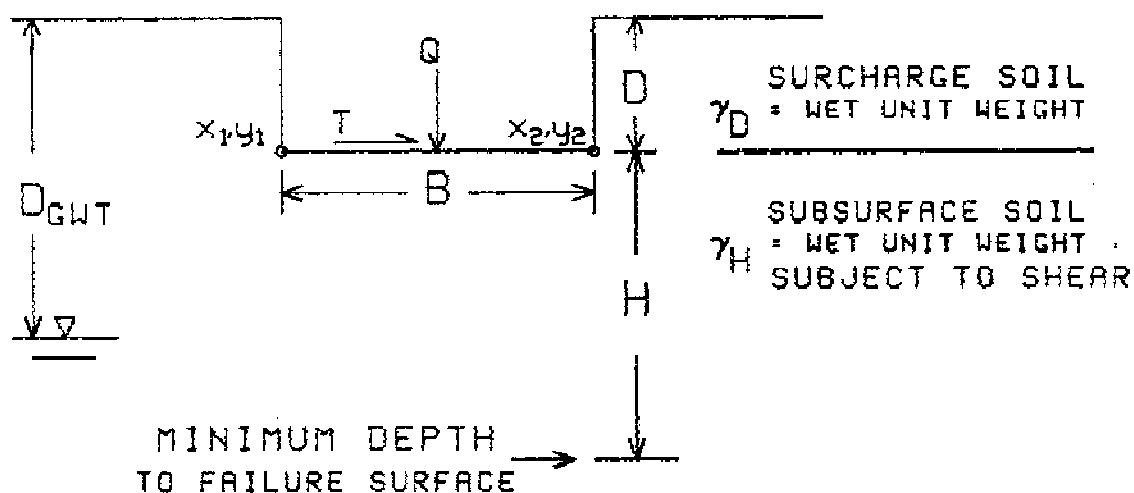 Q
D
SURCHARGE SOIL
γD = WET UNIT WEIGHT
x1,y1
T
x2,y2
B
DGWT
SUBSURFACE SOIL
γH = WET UNIT WEIGHT
SUBJECT TO SHEAR
H
MINIMUM DEPTH
TO FAILURE SURFACE